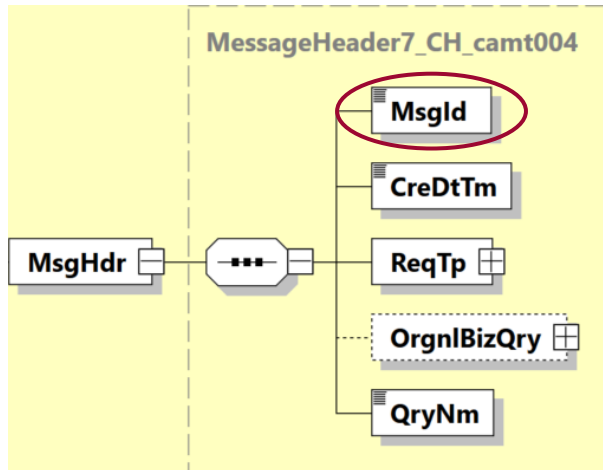 MessageHeader7_CH_camt004
MsgId
CreDtTm
MsgHdr
ReqTp
OrgnlBizQry
QryNm